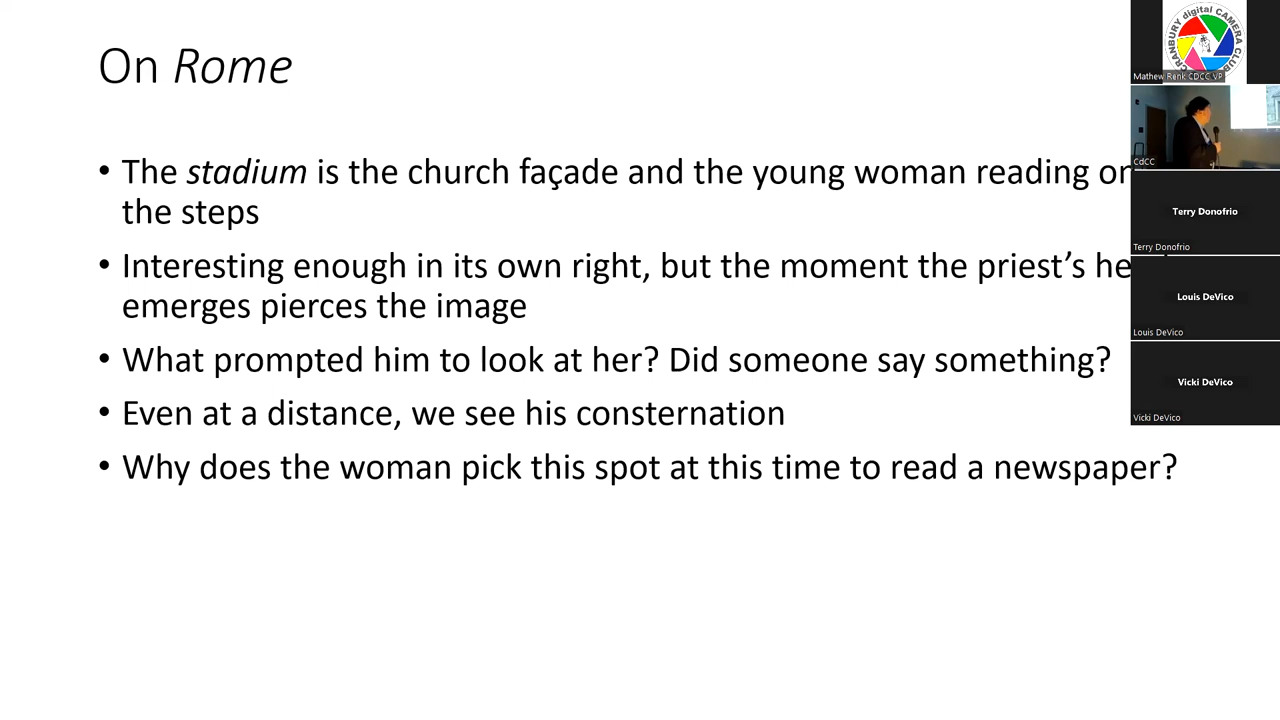 On Rome
• The stadium is the church façade and the young woman reading
the steps
• Interesting enough in its own right, but the moment the priest’s
emerges pierces the image
• What prompted him to look at her? Did someone say something?
• Even at a distance, we see his consternation
• Why does the woman pick this spot at this time to read a newspaper?
CRANBURY digital CAMERA CLUB
Mathew Renk CDCC VP
CdCC
Terry Donofrio
Terry Donofrio
Louis DeVico
Louis DeVico
Vicki DeVico
Vicki DeVico